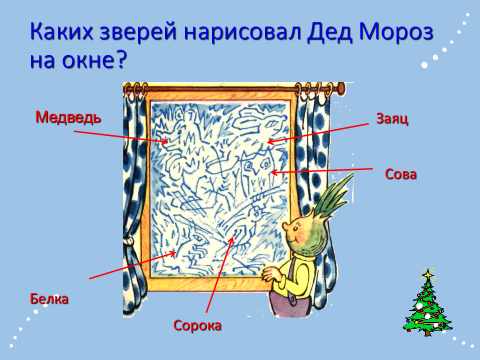 Каких зверей нарисовал Дед Мороз
на окне?
Медведь
Заяц
Сова
Белка
Сорока